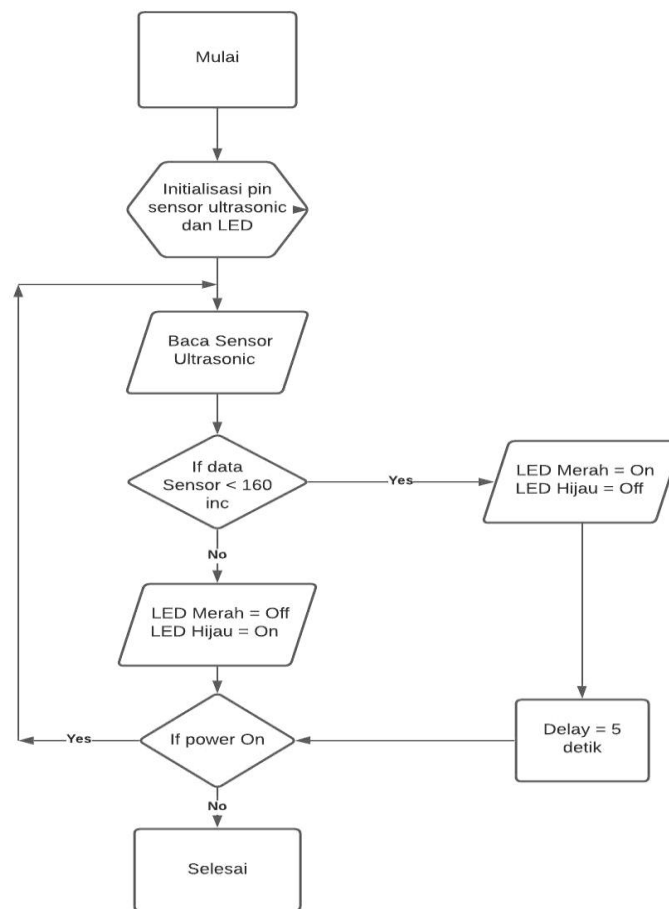 Mulai
Initialisasi pin
sensor ultrasonic
dan LED
Baca Sensor
Ultrasonic
If data
Sensor < 160
inc
Yes
LED Merah = On
LED Hijau = Off
No
LED Merah = Off
LED Hijau = On
Delay = 5
detik
If power On
Yes
No
Selesai